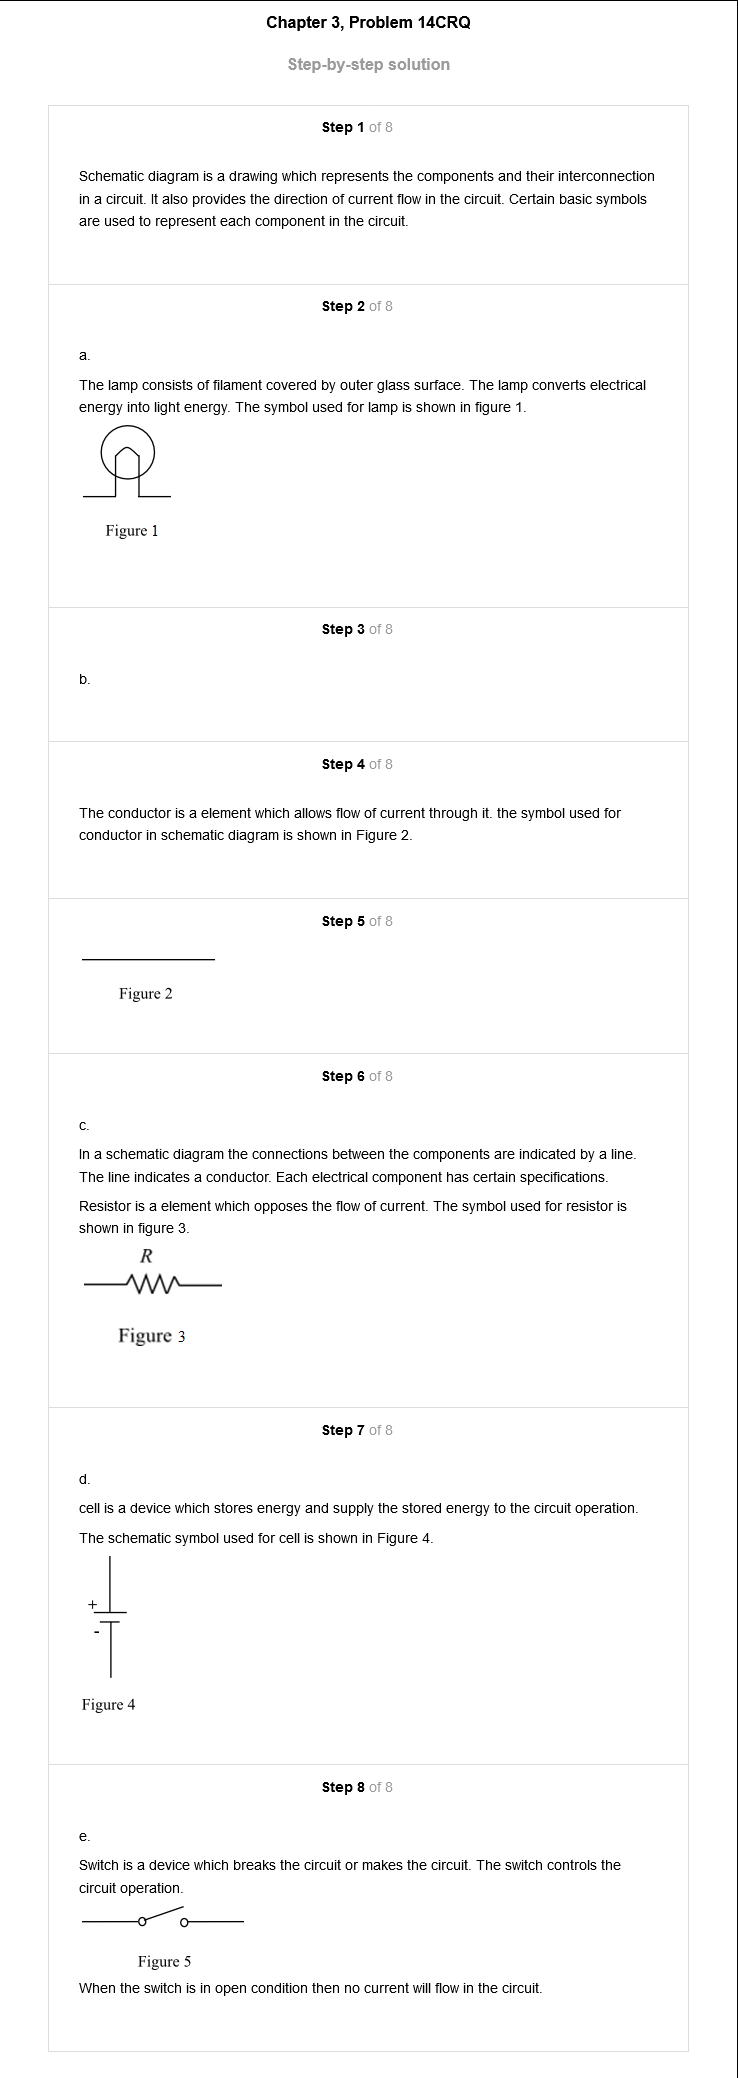 Chapter 3, Problem 14CRQ
Step-by-step solution
Step 1 of 8
Schematic diagram is a drawing which represents the components and their interconnection
in a circuit. It also provides the direction of current flow in the circuit. Certain basic symbols
are used to represent each component in the circuit.
Step 2 of 8
a.
The lamp consists of filament covered by outer glass surface. The lamp converts electrical
energy into light energy. The symbol used for lamp is shown in figure 1.
Figure 1
Step 3 of 8
b.
Step 4 of 8
The conductor is a element which allows flow of current through it. the symbol used for
conductor in schematic diagram is shown in Figure 2.
Step 5 of 8
Figure 2
Step 6 of 8
c.
In a schematic diagram the connections between the components are indicated by a line.
The line indicates a conductor. Each electrical component has certain specifications.
Resistor is a element which opposes the flow of current. The symbol used for resistor is
shown in figure 3.
R
Figure 3
Step 7 of 8
d.
cell is a device which stores energy and supply the stored energy to the circuit operation.
The schematic symbol used for cell is shown in Figure 4.
+
-
Figure 4
Step 8 of 8
e.
Switch is a device which breaks the circuit or makes the circuit. The switch controls the
circuit operation.
Figure 5
When the switch is in open condition then no current will flow in the circuit.